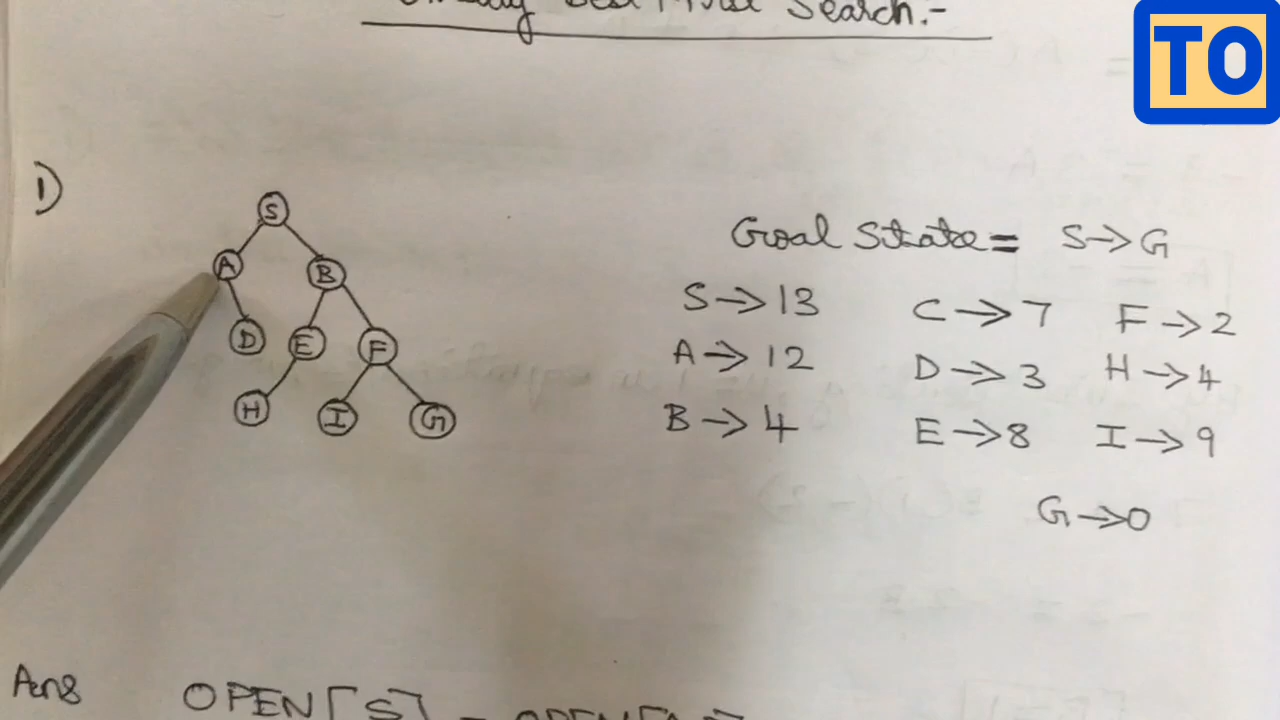 Search:-
TO
1)
S
A B
D E F
H I G
Goal State = S→G
S→13 C→7 F→2
A→12 D→3 H→4
B→4 E→8 I→9
G→0
Ans OPEN[S]